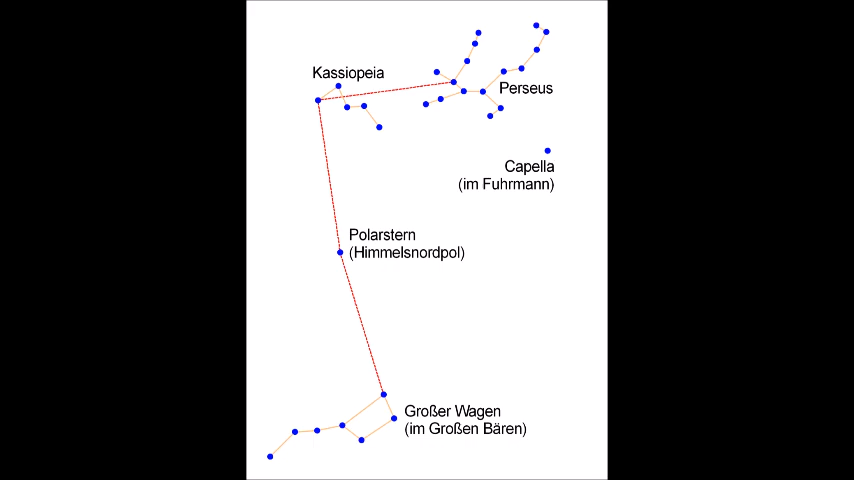 Kassiopeia
Perseus
Capella
(im Fuhrmann)
Polarstern
(Himmelsnordpol)
Großer Wagen
(im Großen Bären)